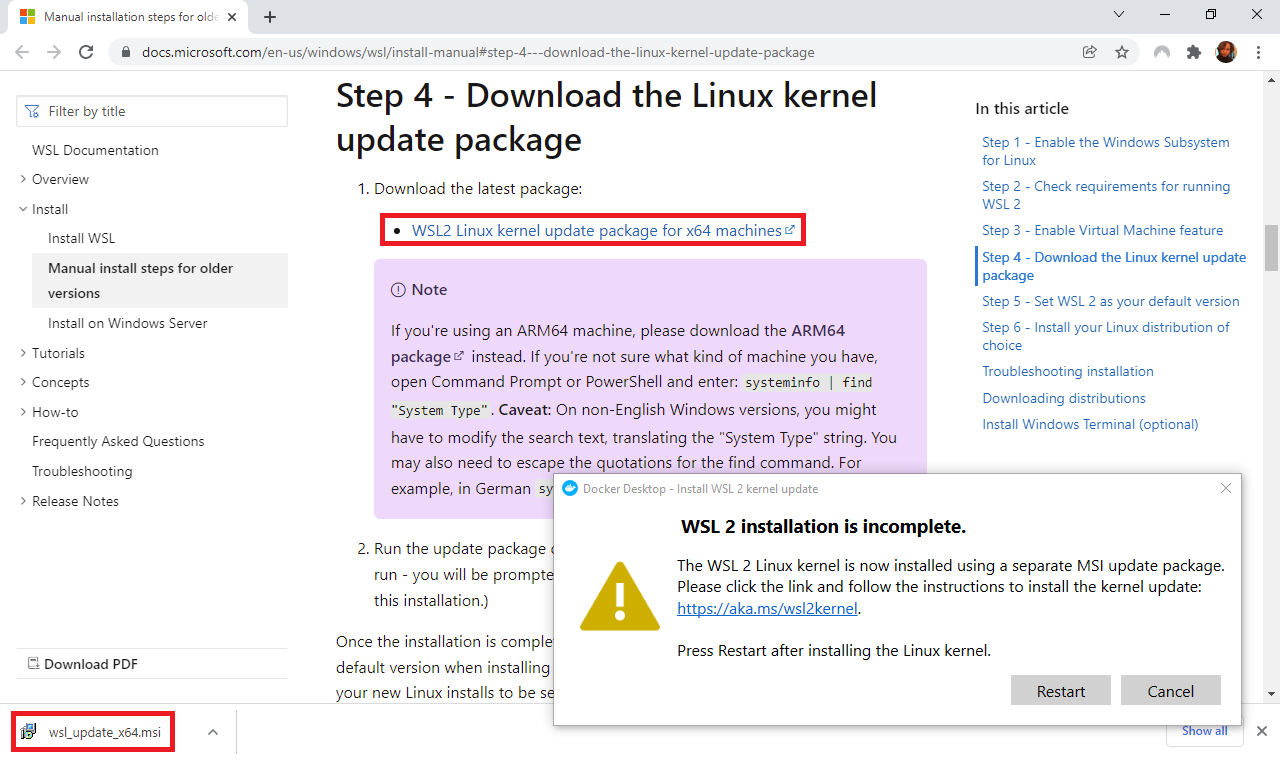 Manual installation steps for olde
docs.microsoft.com/en-us/windows/wsl/install-manual#step-4---download-the-linux-kernel-update-package
Filter by title
WSL Documentation
Overview
Install
Install WSL
Manual install steps for older
versions
Install on Windows Server
Tutorials
Concepts
How-to
Frequently Asked Questions
Troubleshooting
Release Notes
Download PDF
Step 4 - Download the Linux kernel
update package
1. Download the latest package:
• WSL2 Linux kernel update package for x64 machines
Note
If you're using an ARM64 machine, please download the ARM64
package instead. If you're not sure what kind of machine you have,
open Command Prompt or PowerShell and enter: systeminfo | find
"System Type". Caveat: On non-English Windows versions, you might
have to modify the search text, translating the "System Type" string. You
may also need to escape the quotations for the find command. For
example, in German sy
2. Run the update package
run - you will be prompte
this installation.)
Once the installation is comple
default version when installing
your new Linux installs to be se
In this article
Step 1 - Enable the Windows Subsystem
for Linux
Step 2 - Check requirements for running
WSL 2
Step 3 - Enable Virtual Machine feature
Step 4 - Download the Linux kernel update
package
Step 5 - Set WSL 2 as your default version
Step 6 - Install your Linux distribution of
choice
Troubleshooting installation
Downloading distributions
Install Windows Terminal (optional)
Docker Desktop - Install WSL 2 kernel update
WSL 2 installation is incomplete.
The WSL 2 Linux kernel is now installed using a separate MSI update package.
Please click the link and follow the instructions to install the kernel update:
https://aka.ms/wsl2kernel.
Press Restart after installing the Linux kernel.
Restart
Cancel
wsl_update_x64.msi
Show all